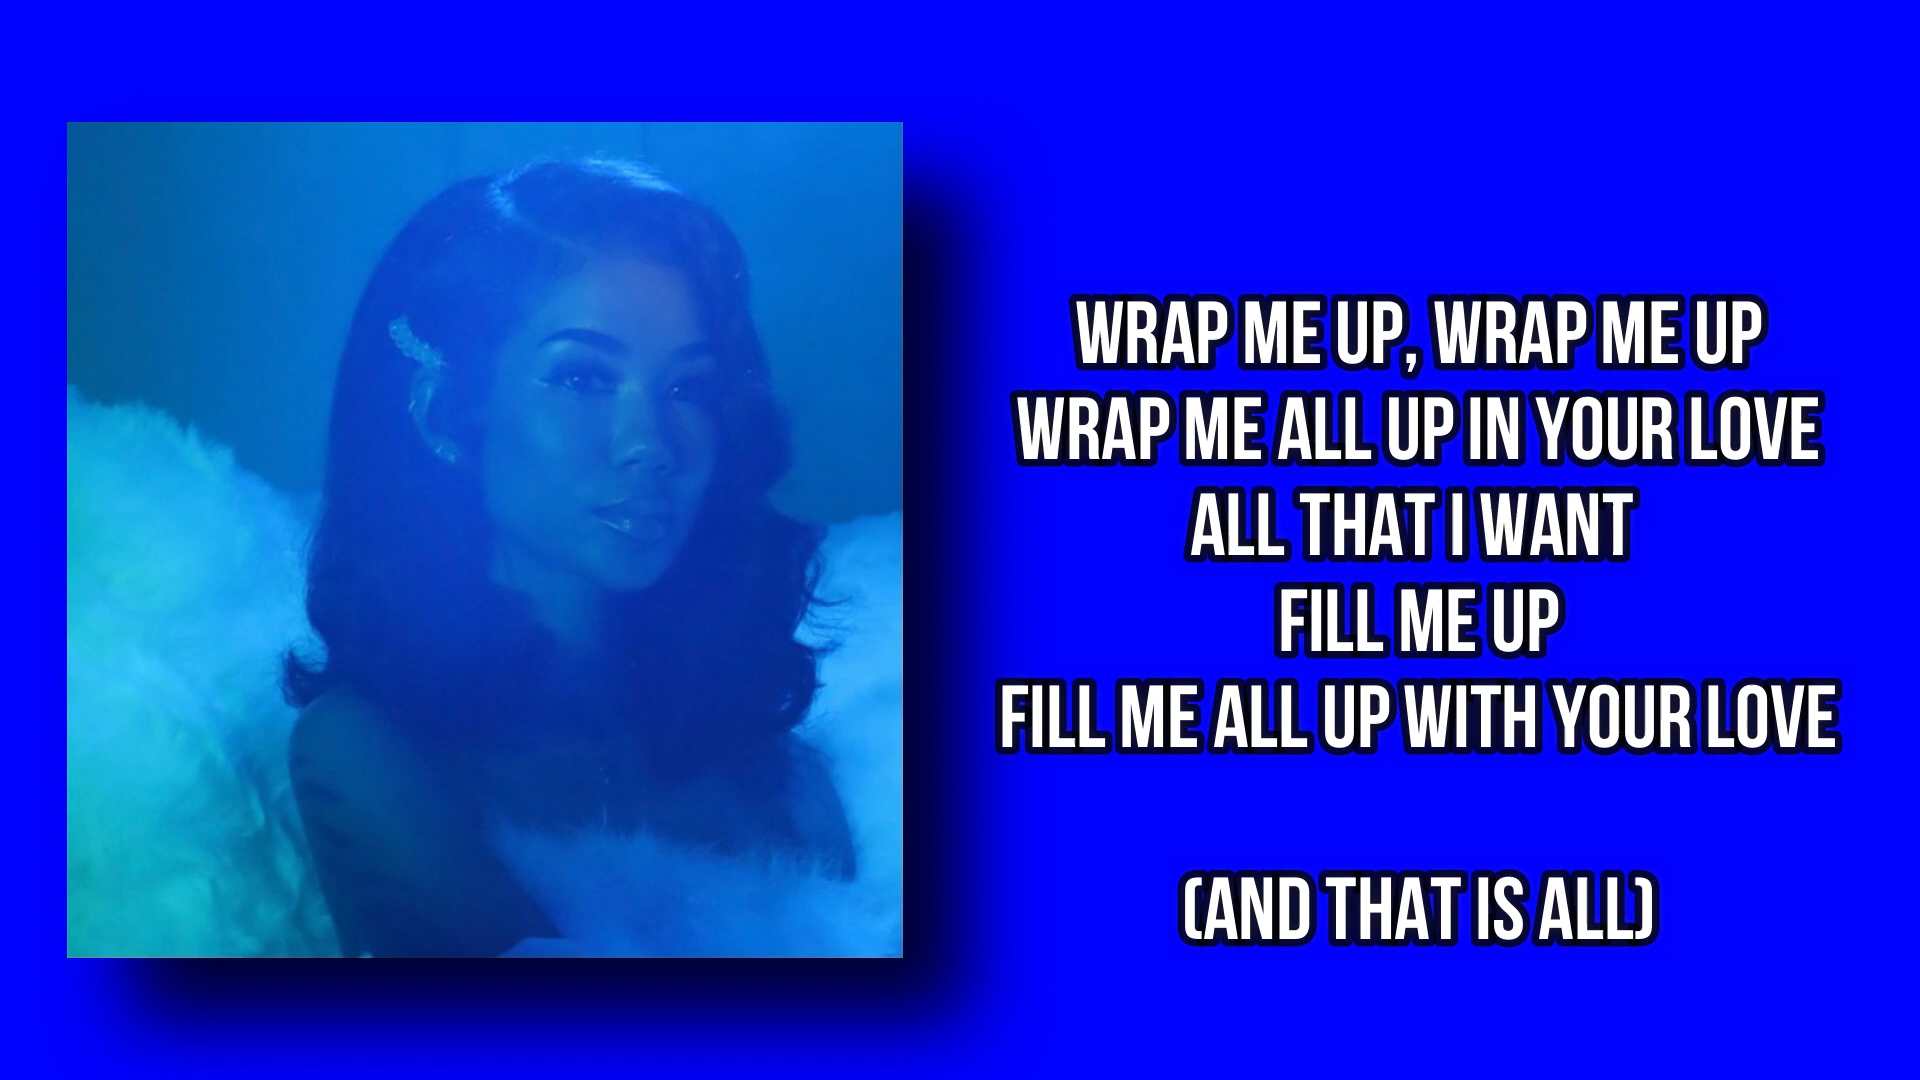 WRAP ME UP, WRAP ME UP
WRAP ME ALL UP IN YOUR LOVE
ALL THAT I WANT
FILL ME UP
FILL ME ALL UP WITH YOUR LOVE
(AND THAT IS ALL)